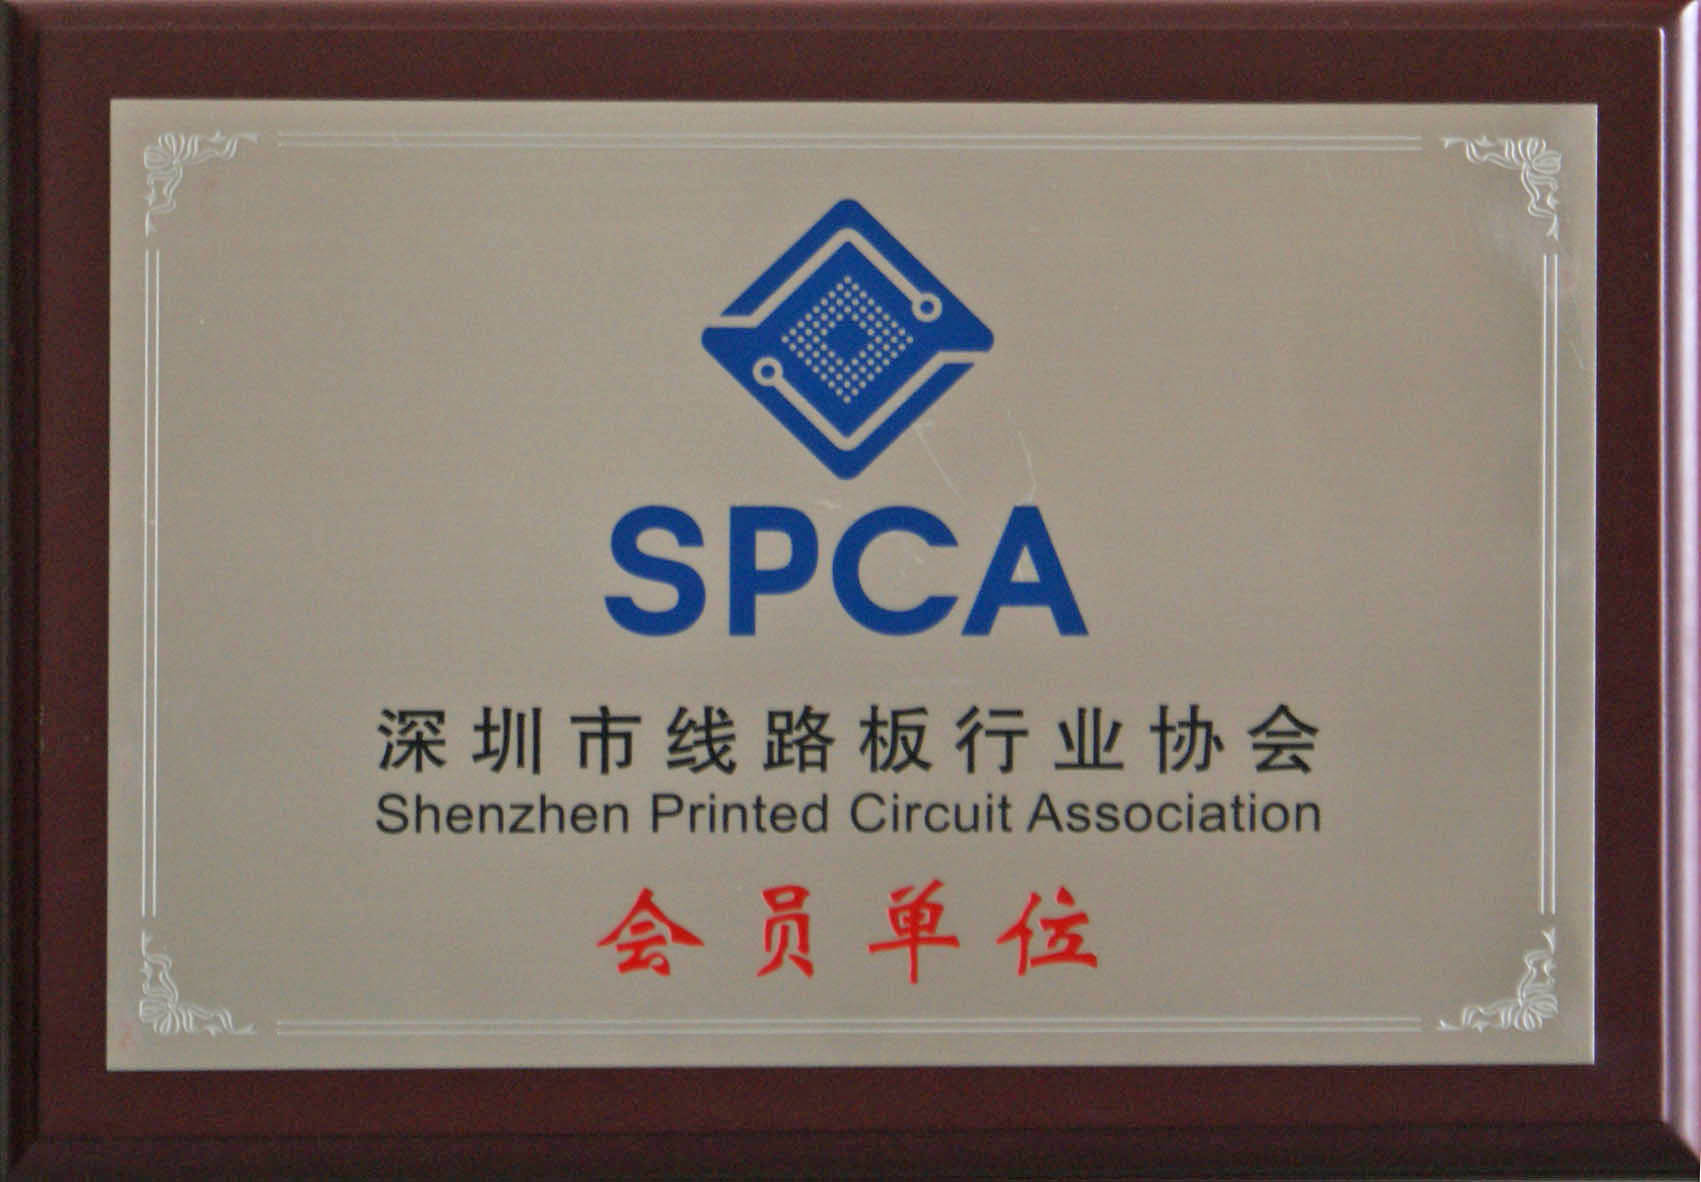 SPCA
深圳市线路板行业协会
Shenzhen Printed Circuit Association
会员单位